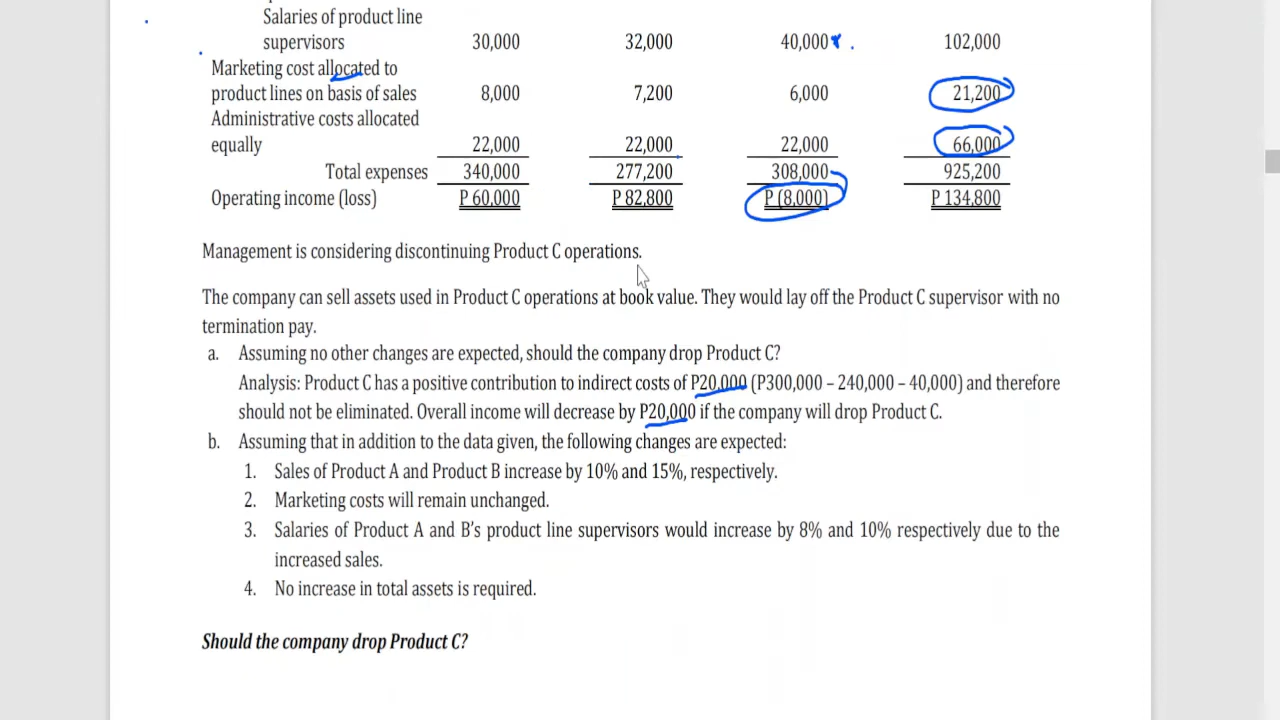 Salaries of product line
supervisors 30,000 32,000 40,000 102,000
Marketing cost allocated to
product lines on basis of sales 8,000 7,200 6,000 21,200
Administrative costs allocated
equally 22,000 22,000 22,000 66,000
Total expenses 340,000 277,200 308,000 925,200
Operating income (loss) P 60,000 P 82,800 P (8,000) P 134,800
Management is considering discontinuing Product C operations.
The company can sell assets used in Product C operations at book value. They would lay off the Product C supervisor with no
termination pay.
a. Assuming no other changes are expected, should the company drop Product C?
Analysis: Product C has a positive contribution to indirect costs of P20,000 (P300,000 – 240,000 – 40,000) and therefore
should not be eliminated. Overall income will decrease by P20,000 if the company will drop Product C.
b. Assuming that in addition to the data given, the following changes are expected:
1. Sales of Product A and Product B increase by 10% and 15%, respectively.
2. Marketing costs will remain unchanged.
3. Salaries of Product A and B's product line supervisors would increase by 8% and 10% respectively due to the
increased sales.
4. No increase in total assets is required.
Should the company drop Product C?